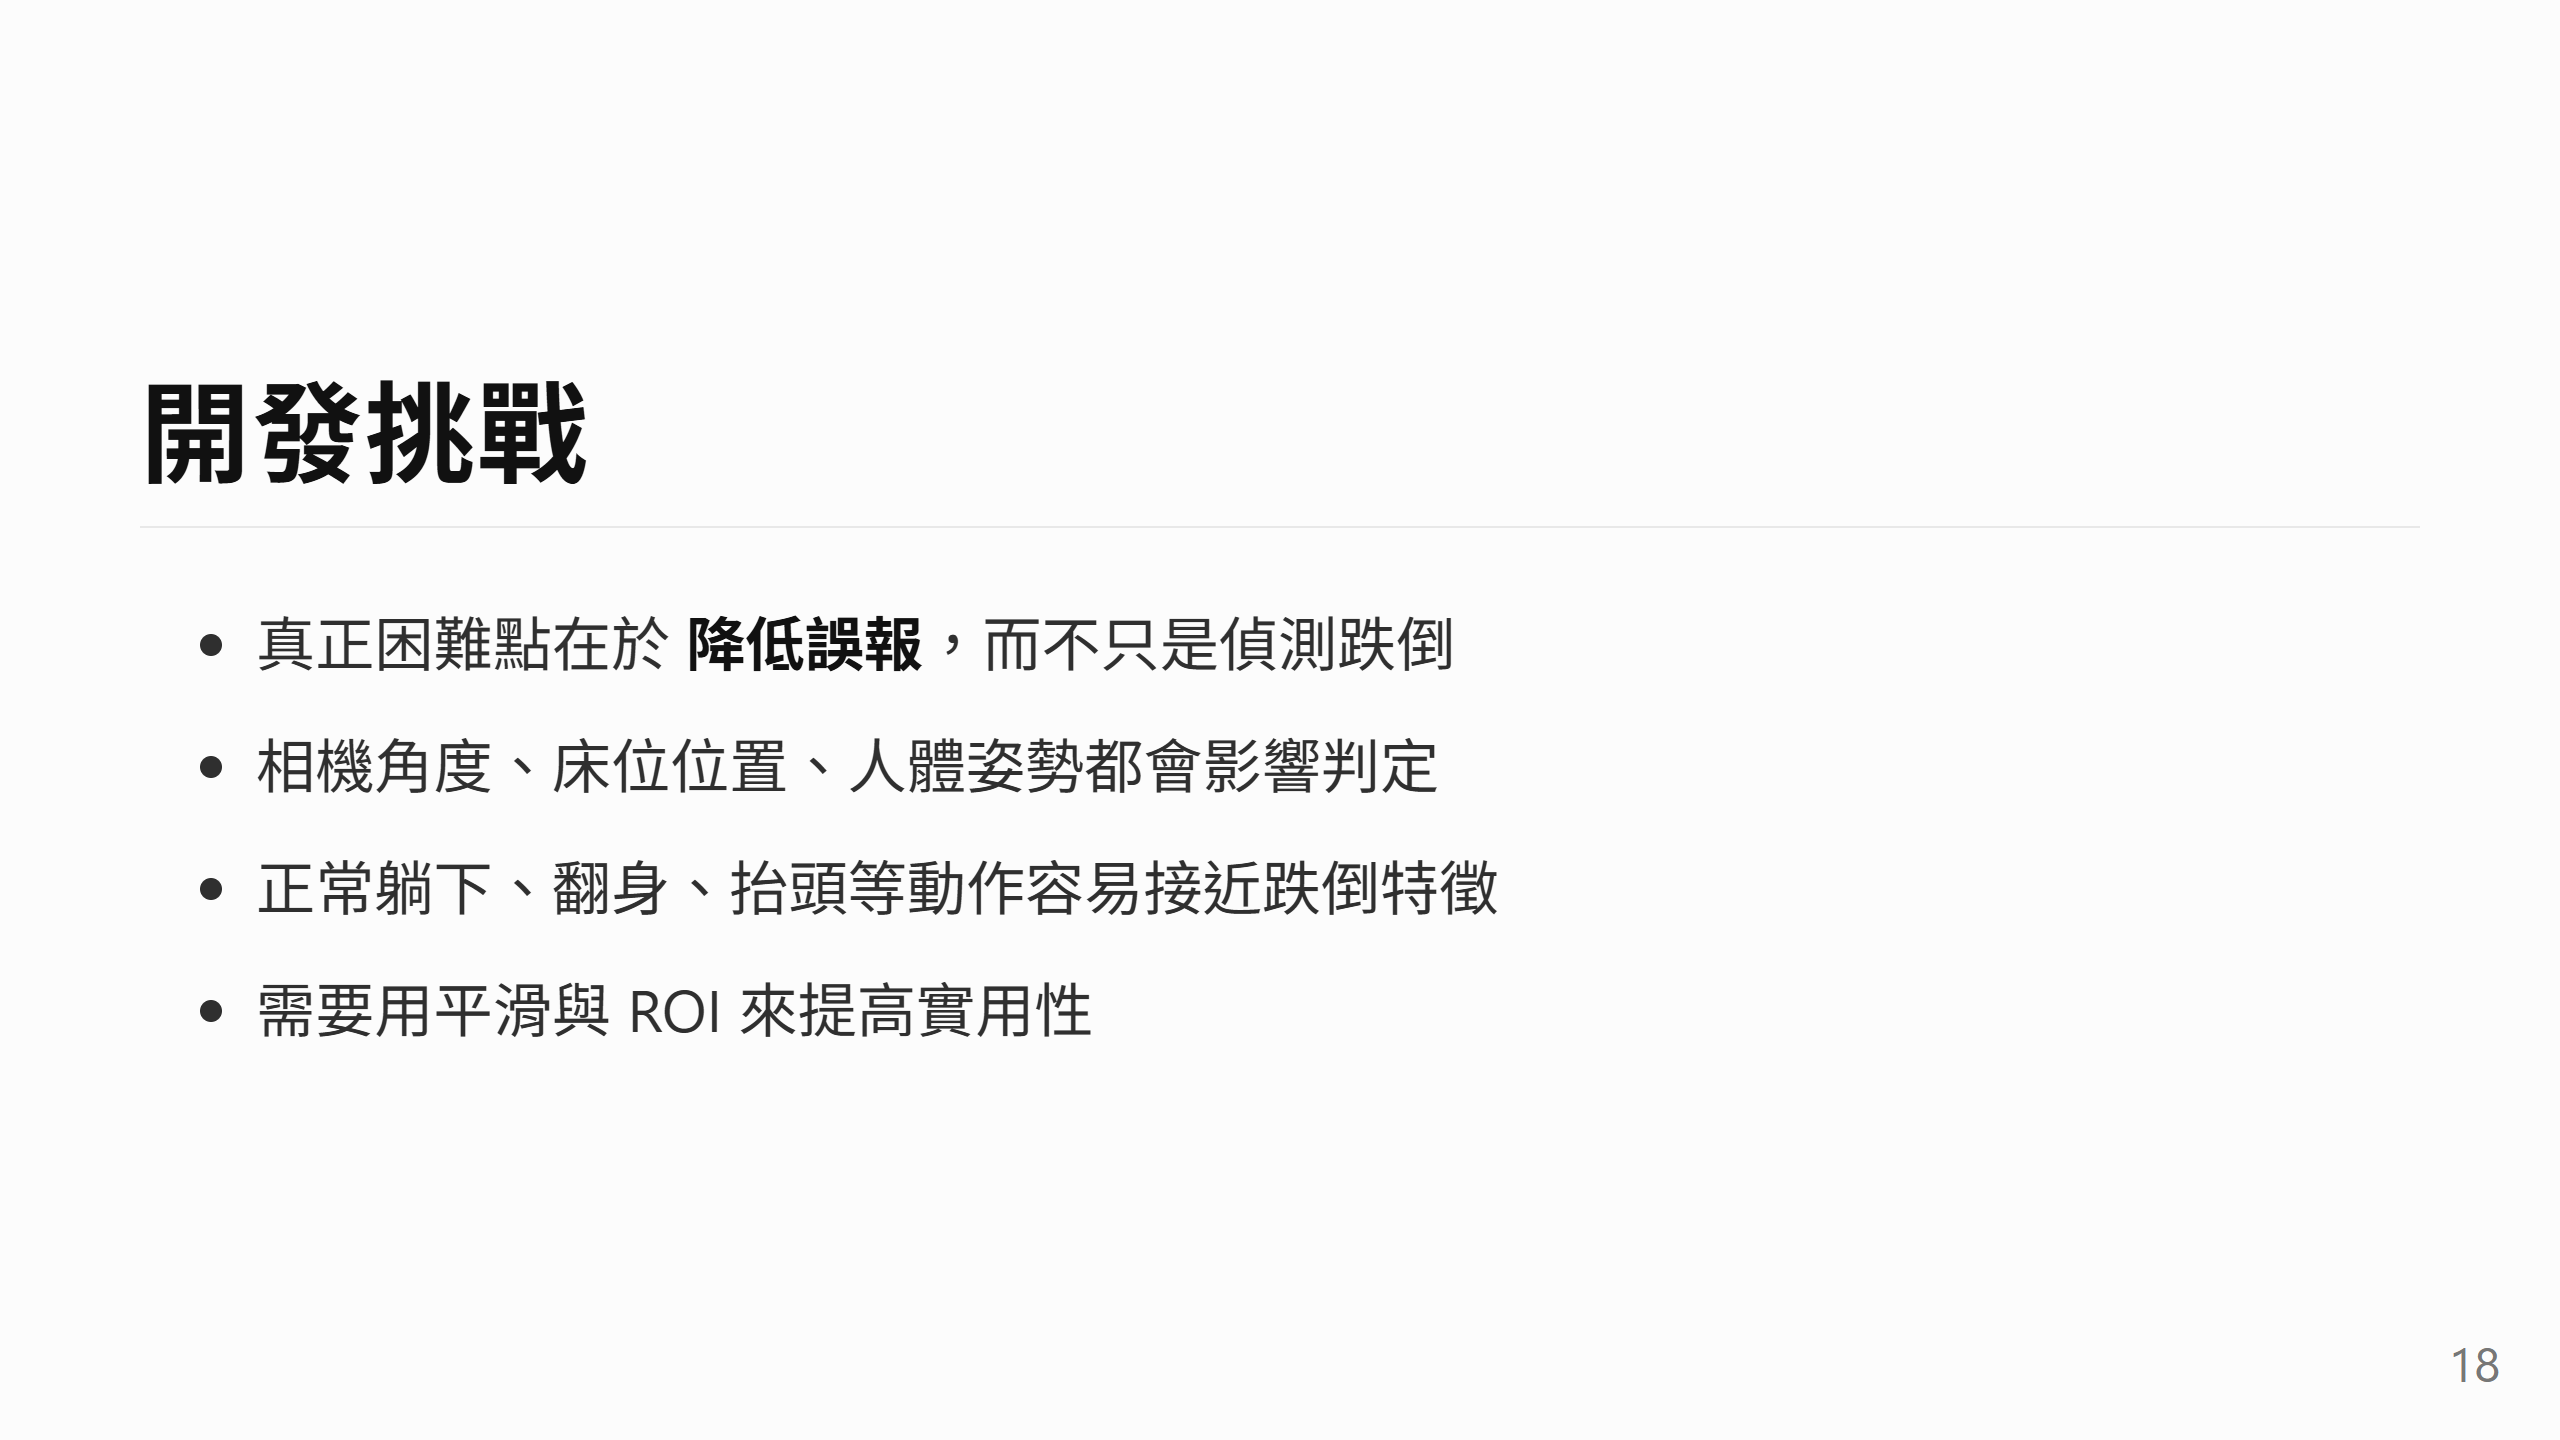 開發挑戰
• 真正困難點在於 降低誤報，而不只是偵測跌倒
• 相機角度、床位位置、人體姿勢都會影響判定
• 正常躺下、翻身、抬頭等動作容易接近跌倒特徵
• 需要用平滑與 ROI 來提高實用性
18